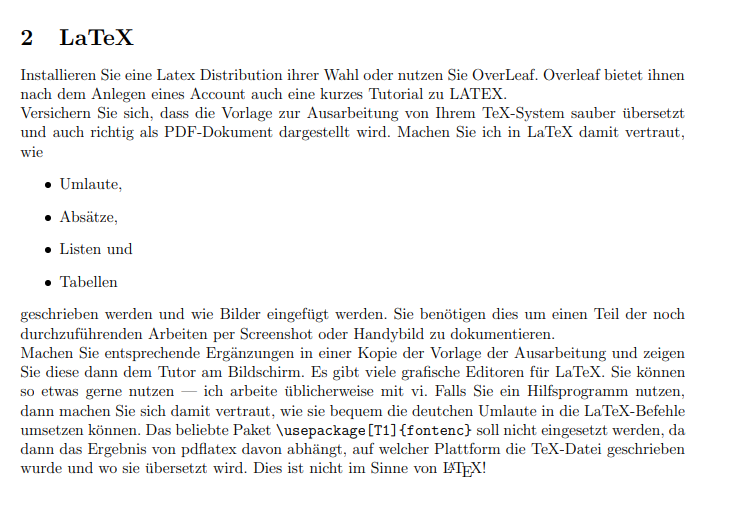 2 LaTeX
Installieren Sie eine Latex Distribution ihrer Wahl oder nutzen Sie OverLeaf. Overleaf bietet ihnen
nach dem Anlegen eines Account auch eine kurzes Tutorial zu LATEX.
Versichern Sie sich, dass die Vorlage zur Ausarbeitung von Ihrem TeX-System sauber übersetzt
und auch richtig als PDF-Dokument dargestellt wird. Machen Sie ich in LaTeX damit vertraut,
wie
• Umlaute,
• Absätze,
• Listen und
• Tabellen
geschrieben werden und wie Bilder eingefügt werden. Sie benötigen dies um einen Teil der noch
durchzuführenden Arbeiten per Screenshot oder Handybild zu dokumentieren.
Machen Sie entsprechende Ergänzungen in einer Kopie der Vorlage der Ausarbeitung und zeigen
Sie diese dann dem Tutor am Bildschirm. Es gibt viele grafische Editoren für LaTeX. Sie können
so etwas gerne nutzen — ich arbeite üblicherweise mit vi. Falls Sie ein Hilfsprogramm nutzen,
dann machen Sie sich damit vertraut, wie sie bequem die deutchen Umlaute in die LaTeX-Befehle
umsetzen können. Das beliebte Paket \usepackage[T1]{fontenc} soll nicht eingesetzt werden, da
dann das Ergebnis von pdflatex davon abhängt, auf welcher Plattform die TeX-Datei geschrieben
wurde und wo sie übersetzt wird. Dies ist nicht im Sinne von LATEX!